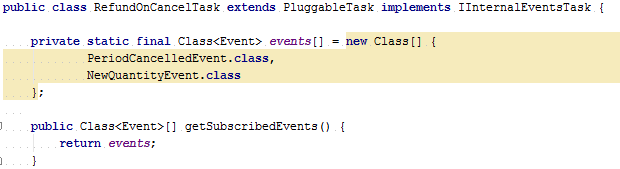 public class RefundOnCancelTask extends PluggableTask implements IInternalEventsTask {
private static final Class<Event> events[] = new Class[] {
PeriodCancelledEvent.class,
NewQuantityEvent.class
};
public Class<Event>[] getSubscribedEvents() {
return events;
}